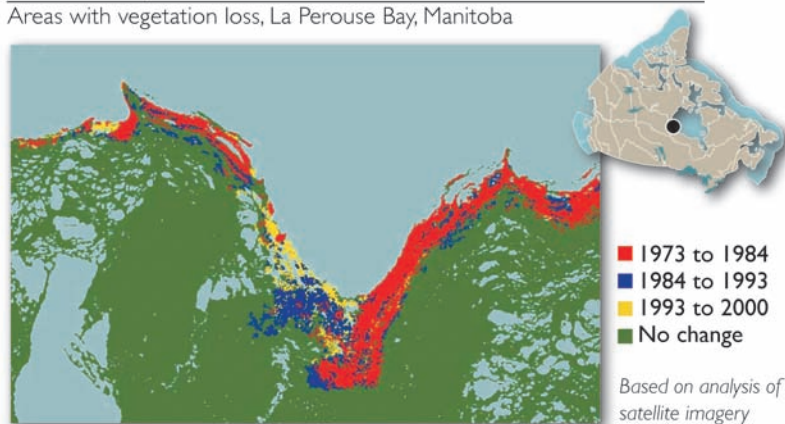 Areas with vegetation loss, La Perouse Bay, Manitoba
1973 to 1984
1984 to 1993
1993 to 2000
No change
Based on analysis of
satellite imagery